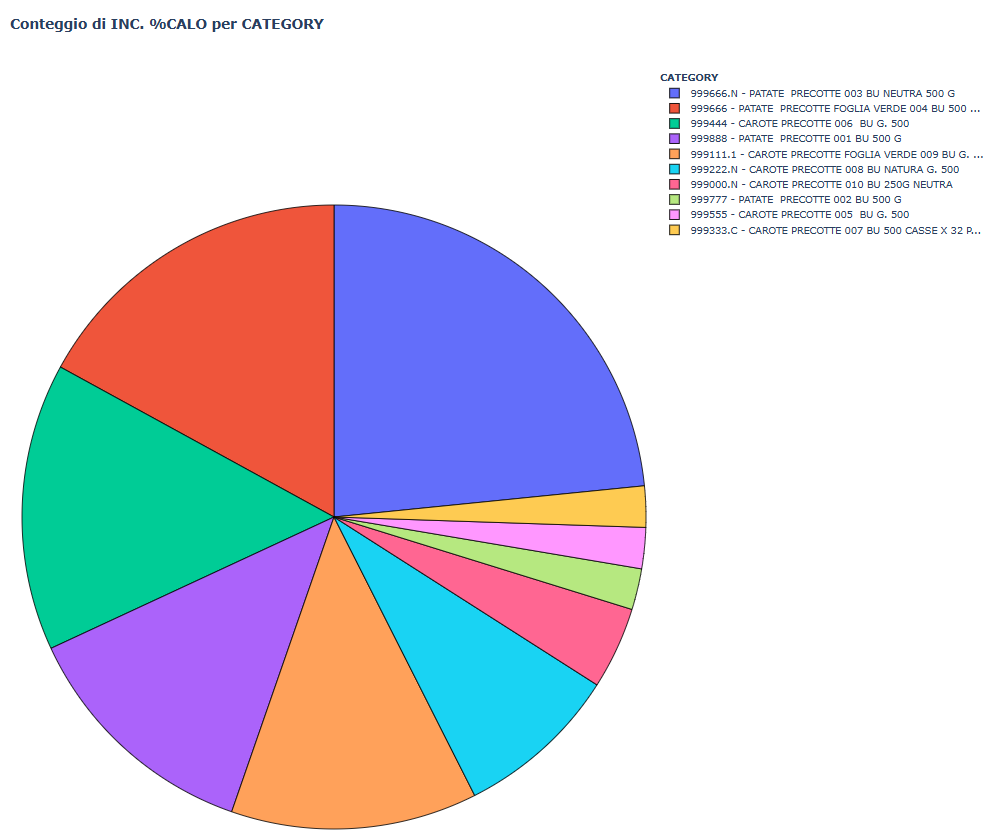 Conteggio di INC. %CALO per CATEGORY
CATEGORY
999666.N - PATATE  PRECOTTE 003 BU NEUTRA 500 G
999666 - PATATE  PRECOTTE FOGLIA VERDE 004 BU 500 ...
999444 - CAROTE PRECOTTE 006  BU G. 500
999888 - PATATE  PRECOTTE 001 BU 500 G
999111.1 - CAROTE PRECOTTE FOGLIA VERDE 009 BU G. ...
999222.N - CAROTE PRECOTTE 008 BU NATURA G. 500
999000.N - CAROTE PRECOTTE 010 BU 250G NEUTRA
999777 - PATATE  PRECOTTE 002 BU 500 G
999555 - CAROTE PRECOTTE 005  BU G. 500
999333.C - CAROTE PRECOTTE 007 BU 500 CASSE X 32 P...